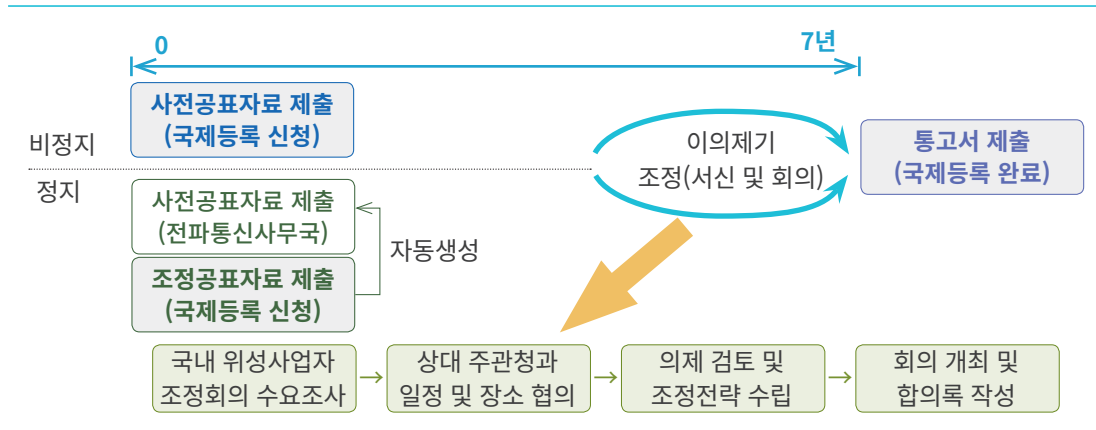 0
7년
사전공표자료 제출
(국제등록 신청)
비정지
정지
이의제기
조정(서신 및 회의)
통고서 제출
(국제등록 완료)
사전공표자료 제출
(전파통신사무국)
자동생성
조정공표자료 제출
(국제등록 신청)
국내 위성사업자
조정회의 수요조사
→
상대 주관청과
일정 및 장소 협의
→
의제 검토 및
조정전략 수립
→
회의 개최 및
합의록 작성